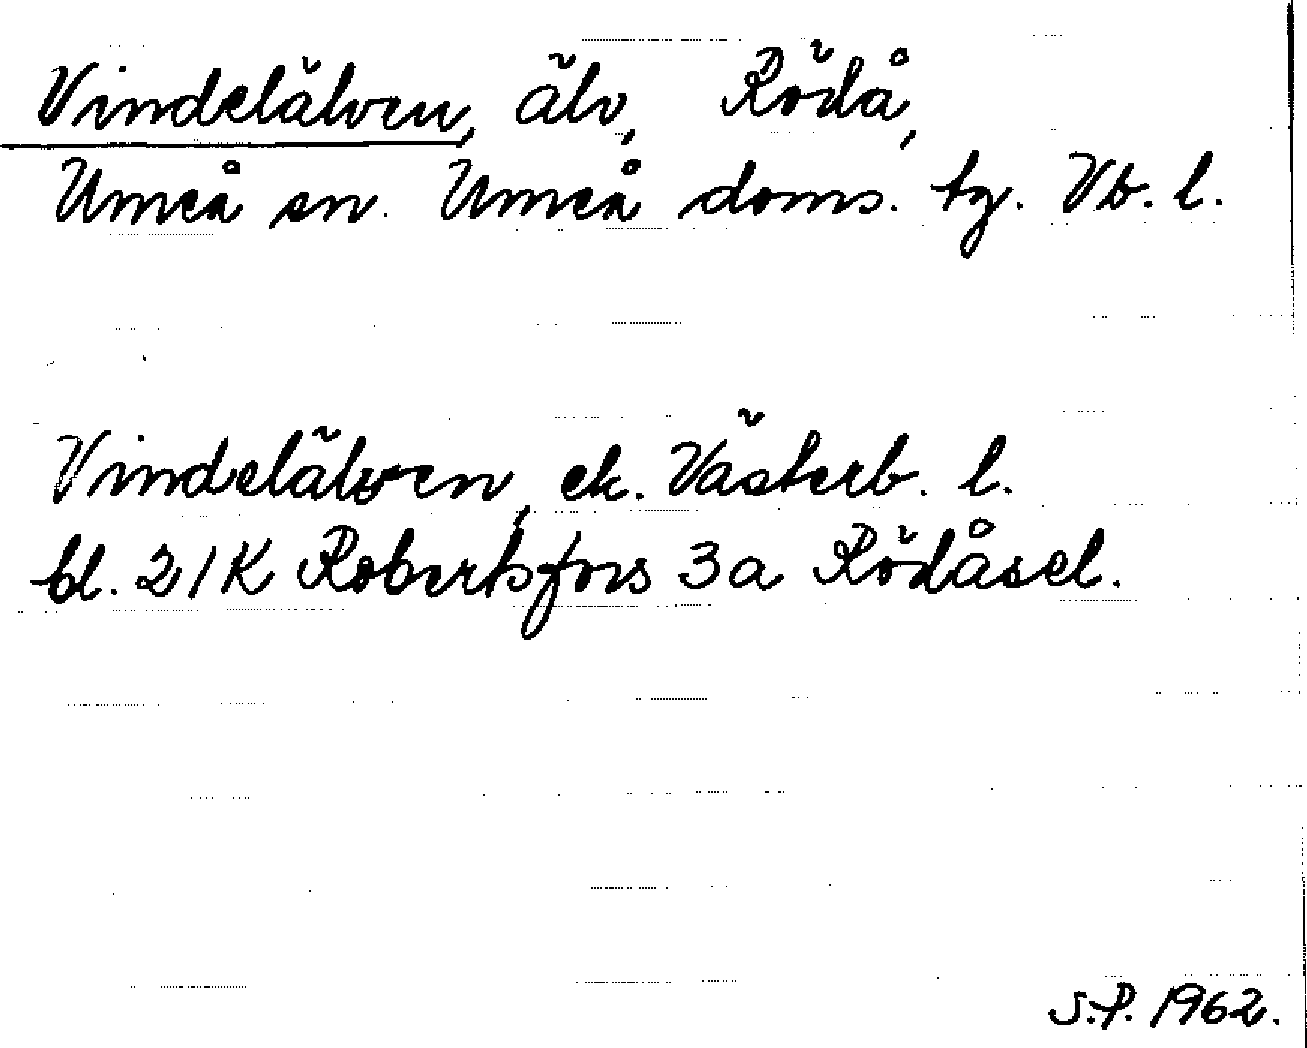 Vindelälven, älv, Rödå,
Umeå sn. Umeå doms. tg. Vb. l.
Vindelälven, ek. Västerb. l.
bl. 21K Robertsfors 3a Rödåsel.
S.P. 1962.